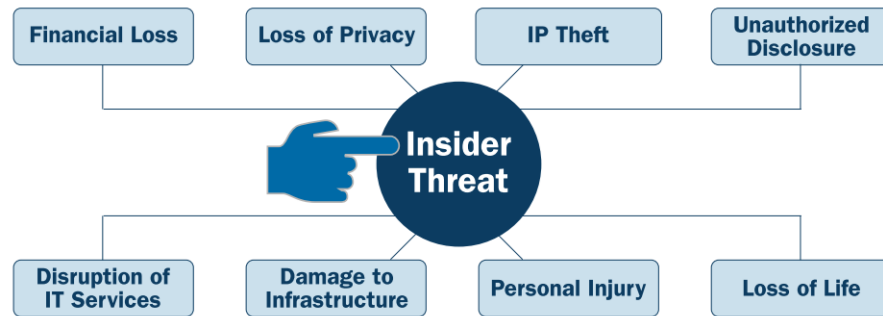 Financial Loss
Loss of Privacy
IP Theft
Unauthorized
Disclosure
Insider
Threat
Disruption of
IT Services
Damage to
Infrastructure
Personal Injury
Loss of Life